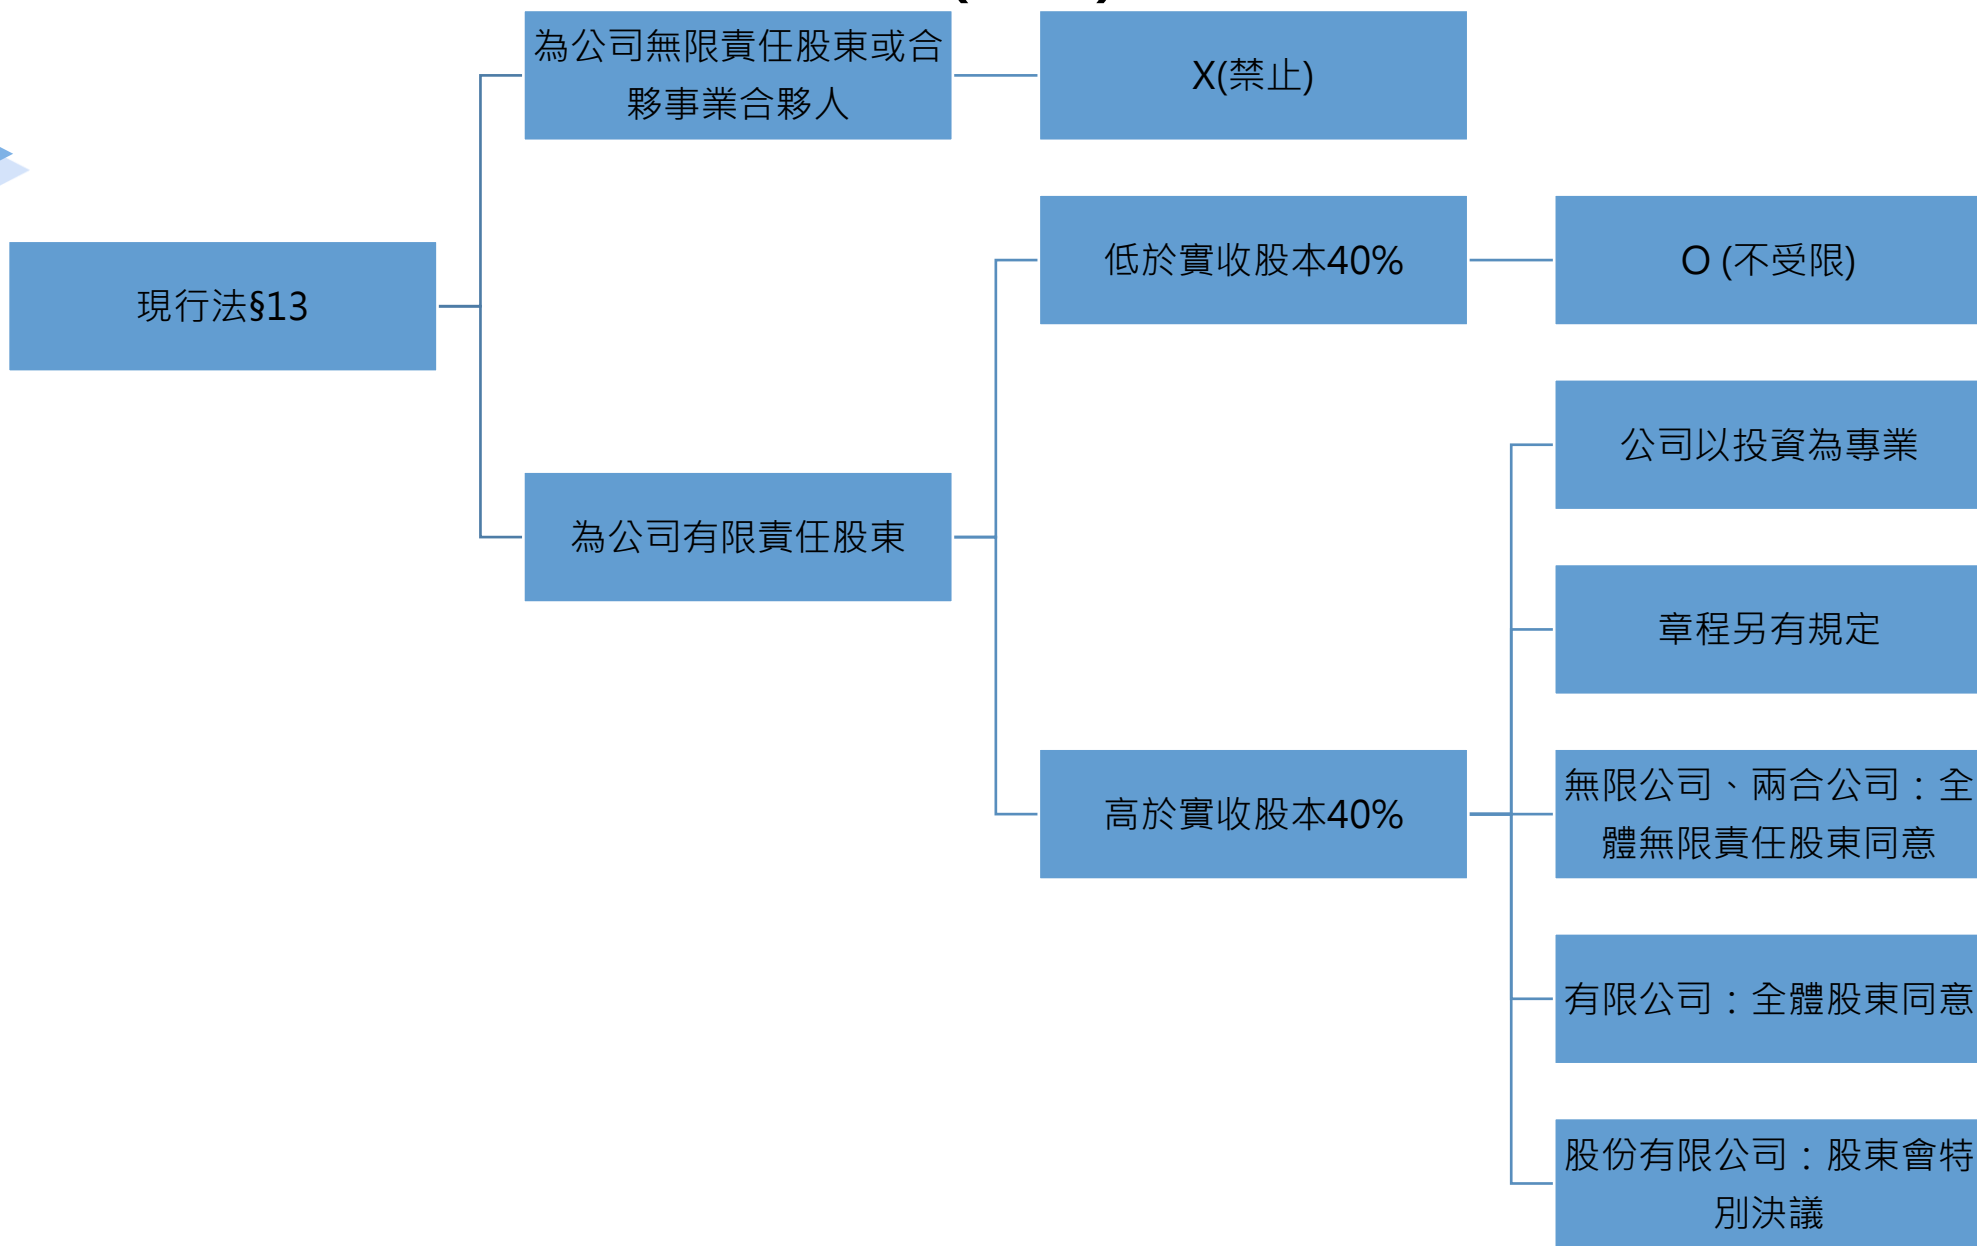 為公司無限責任股東或合
夥事業合夥人
X(禁止)
低於實收股本40%
O (不受限)
現行法§13
公司以投資為專業
為公司有限責任股東
章程另有規定
高於實收股本40%
無限公司、兩合公司：全
體無限責任股東同意
有限公司：全體股東同意
股份有限公司：股東會特
別決議